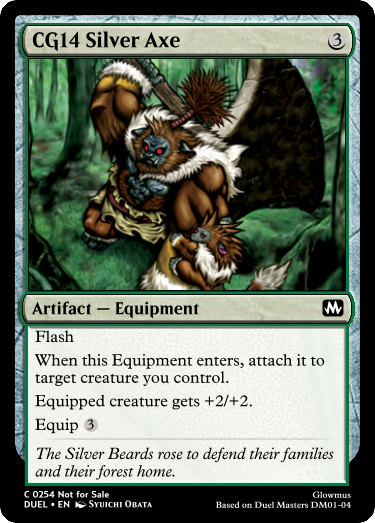 CG14 Silver Axe 3
Artifact — Equipment
Flash
When this Equipment enters, attach it to
target creature you control.
Equipped creature gets +2/+2.
Equip 3
The Silver Beards rose to defend their families
and their forest home.
C 0254 Not for Sale
DUEL • EN Syuichi Obata
Glowmus
Based on Duel Masters DM01-04